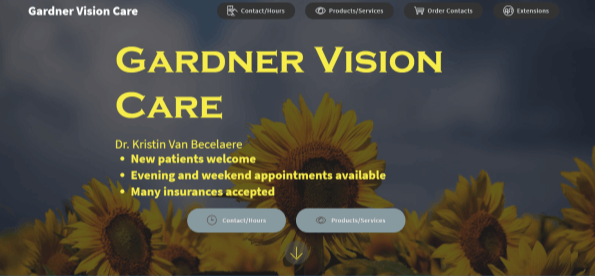 Gardner Vision Care
Contact/Hours
Products/Services
Order Contacts
Extensions
GARDNER VISION
CARE
Dr. Kristin Van Becelaere
• New patients welcome
• Evening and weekend appointments available
• Many insurances accepted
Contact/Hours
Products/Services